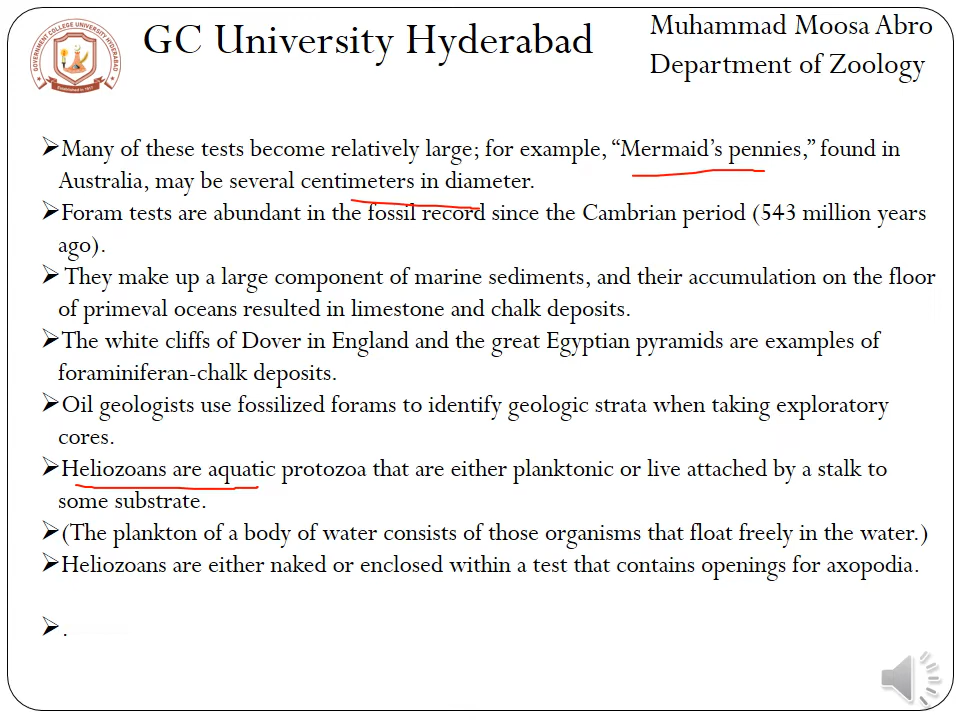 GOVERNMENT COLLEGE UNIVERSITY HYDERABAD
Established in 1917
GC University Hyderabad
Muhammad Moosa Abro
Department of Zoology
➢Many of these tests become relatively large; for example, “Mermaid’s pennies,” found in
Australia, may be several centimeters in diameter.
➢Foram tests are abundant in the fossil record since the Cambrian period (543 million years
ago).
➢ They make up a large component of marine sediments, and their accumulation on the floor
of primeval oceans resulted in limestone and chalk deposits.
➢The white cliffs of Dover in England and the great Egyptian pyramids are examples of
foraminiferan-chalk deposits.
➢Oil geologists use fossilized forams to identify geologic strata when taking exploratory
cores.
➢Heliozoans are aquatic protozoa that are either planktonic or live attached by a stalk to
some substrate.
➢(The plankton of a body of water consists of those organisms that float freely in the water.)
➢Heliozoans are either naked or enclosed within a test that contains openings for axopodia.
➢.